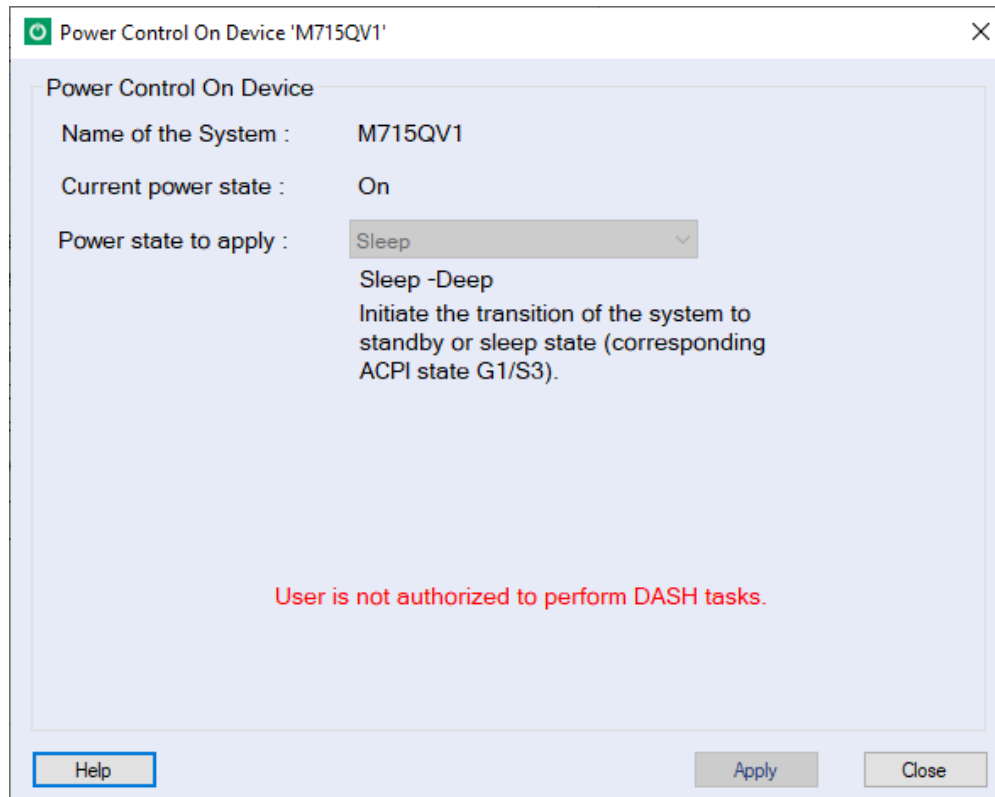 Power Control On Device 'M715QV1'
Power Control On Device
Name of the System : M715QV1
Current power state : On
Power state to apply : Sleep
Sleep -Deep
Initiate the transition of the system to
standby or sleep state (corresponding
ACPI state G1/S3).
User is not authorized to perform DASH tasks.
Help Apply Close